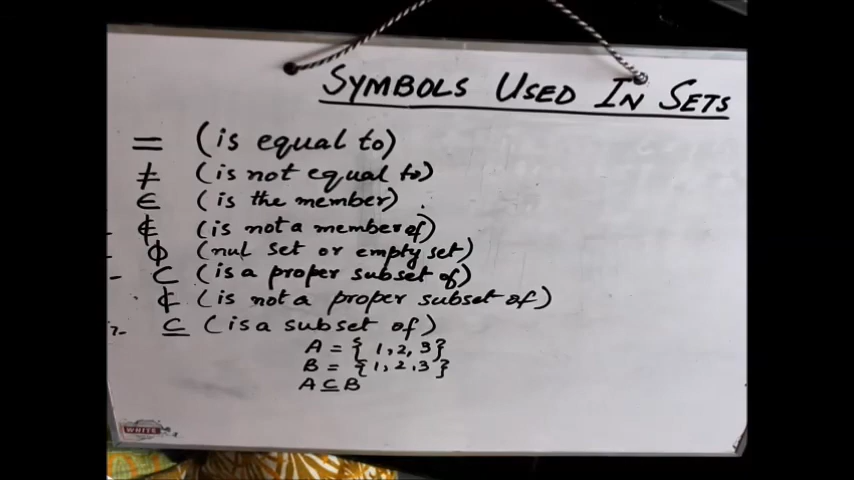 SYMBOLS USED IN SETS
= (is equal to)
≠ (is not equal to)
∈ (is the member)
∉ (is not a member of)
ϕ (nul set or empty set)
⊂ (is a proper subset of)
⊄ (is not a proper subset of)
⊆ (is a subset of)
A = { 1, 2, 3}
B = {1, 2, 3}
A ⊆ B
WHITE